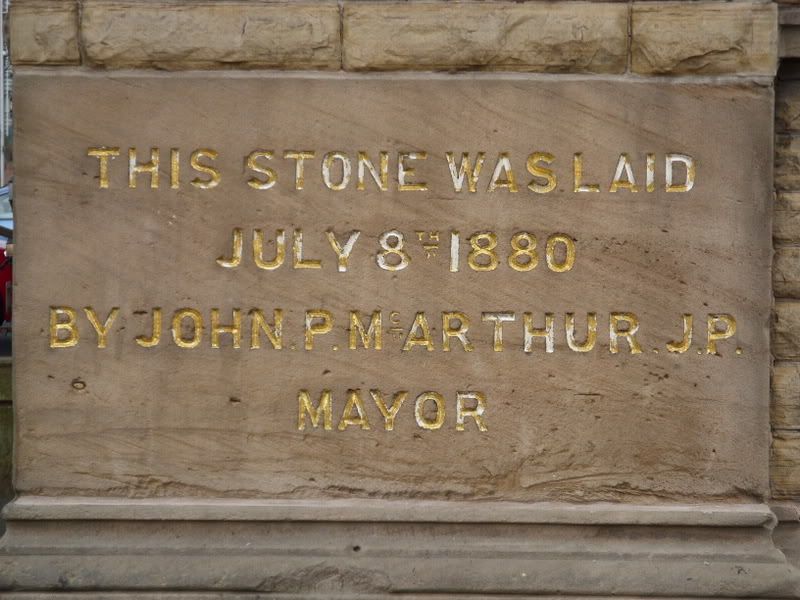 THIS STONE WAS LAID
JULY 8TH 1880
BY JOHN. P. McARTHUR. J.P.
MAYOR